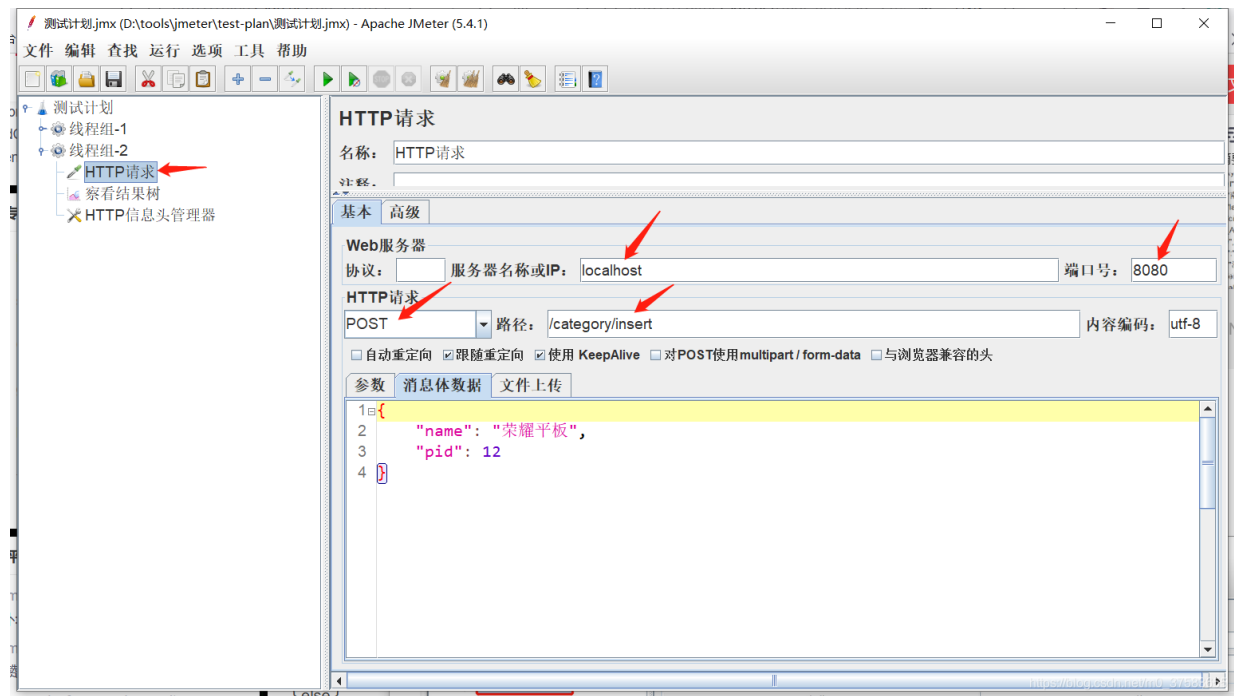 测试计划.jmx (D:\tools\jmeter\test-plan\测试计划.jmx) - Apache JMeter (5.4.1)
文件 编辑 查找 运行 选项 工具 帮助
测试计划
线程组-1
线程组-2
HTTP请求
察看结果树
HTTP信息头管理器
HTTP请求
名称： HTTP请求
注释：
基本 高级
Web服务器
协议： 服务器名称或IP： localhost 端口号： 8080
HTTP请求
POST 路径： /category/insert 内容编码： utf-8
自动重定向 跟随重定向 使用 KeepAlive 对POST使用multipart / form-data 与浏览器兼容的头
参数 消息体数据 文件上传
1 {
2 "name": "荣耀平板",
3 "pid": 12
4 }